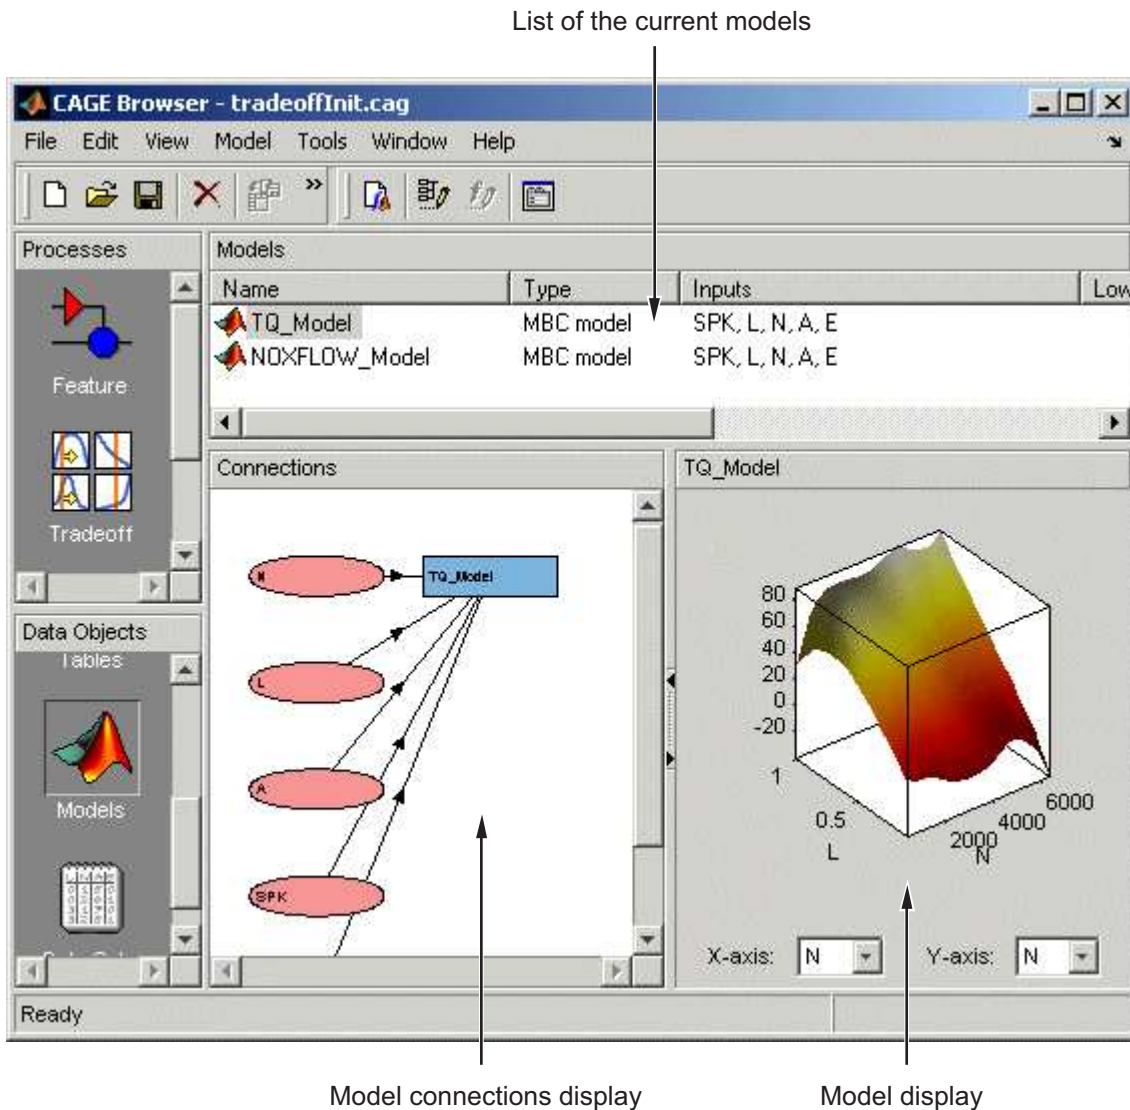 List of the current models
CAGE Browser - tradeoffInit.cag
File Edit View Model Tools Window Help
»
Processes
Models
Name Type Inputs Low
TQ_Model MBC model SPK, L, N, A, E
NOXFLOW_Model MBC model SPK, L, N, A, E
Feature
Tradeoff
Connections
TQ_Model
N
TQ_Model
L
A
SPK
80
60
40
20
0
-20
1
0.5
L
2000
4000
6000
N
Data Objects
Tables
Models
X-axis: N Y-axis: N
Ready
Model connections display
Model display